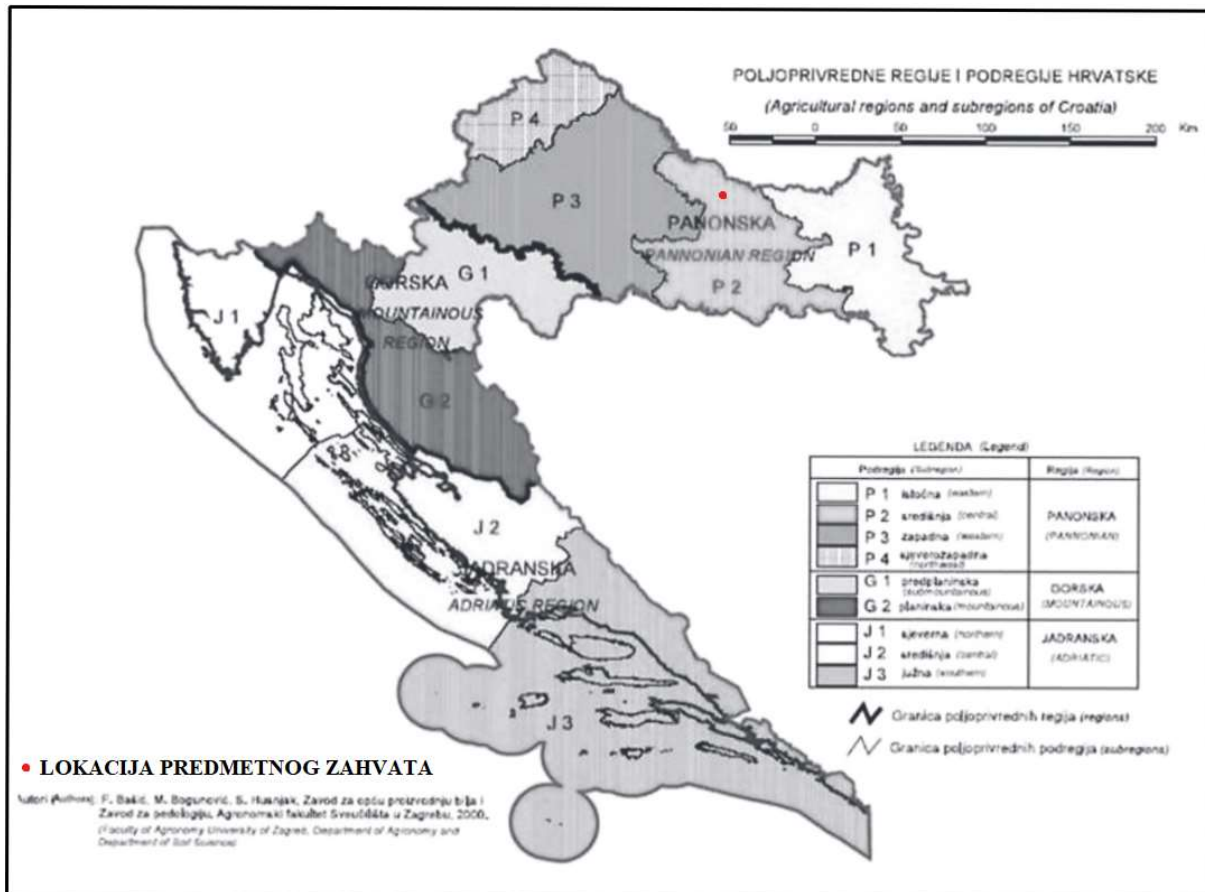 POLJOPRIVREDNE REGIJE I PODREGIJE HRVATSKE
(Agricultural regions and subregions of Croatia)
50 0 50 100 150 200 Km
P 4
P 3
PANONSKA
PANNONIAN REGION
P 1
P 2
GORSKA
G 1
MOUNTAINOUS
REGION
J 1
G 2
J 2
JADRANSKA
ADRIATIC REGION
J 3
LEGENDA (Legend)
Podregija (Subregion) Regija (Region)
P 1 istočna (eastern)
P 2 središnja (central) PANONSKA
P 3 zapadna (western) (PANNONIAN)
P 4 sjeverozapadna
(northwest)
G 1 predplaninska GORSKA
(submountainous)
G 2 planinska (mountainous) (MOUNTAINOUS)
J 1 sjeverna (northern) JADRANSKA
J 2 središnja (central) (ADRIATIC)
J 3 južna (southern)
Granica poljoprivrednih regija (regions)
Granica poljoprivrednih podregija (subregions)
LOKACIJA PREDMETNOG ZAHVATA
Autori (Authors): F. Bašić, M. Bogunović, S. Husnjak, Zavod za opću proizvodnju bilja i
Zavod za pedologiju, Agronomski fakultet Sveučilišta u Zagrebu, 2000.
(Faculty of Agronomy University of Zagreb, Department of Agronomy and
Department of Soil Science)